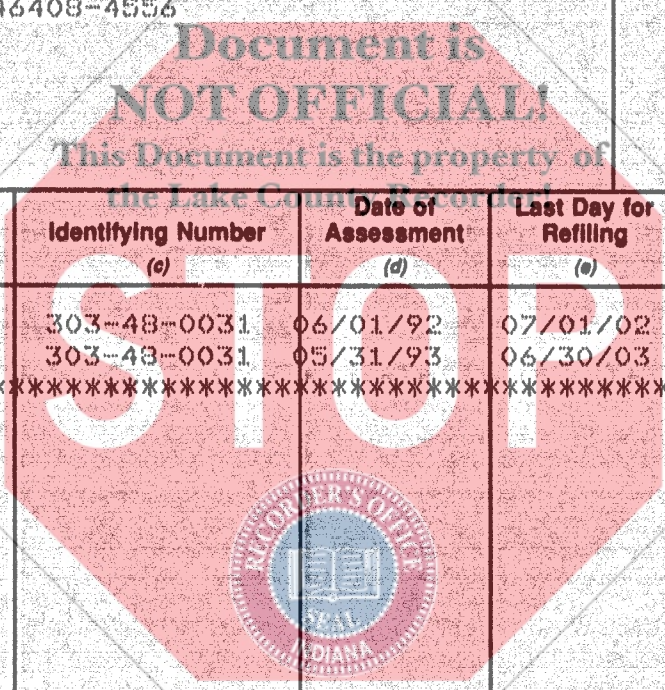 46408-4556
Document is
NOT OFFICIAL!
This Document is the property of
the Lake County Recorder!
Identifying Number
(c)
Date of
Assessment
(d)
Last Day for
Refiling
(e)
303-48-0031 06/01/92 07/01/02
303-48-0031 05/31/93 06/30/03
******************************************
STOP
RECORDER'S OFFICE
SEAL
INDIANA